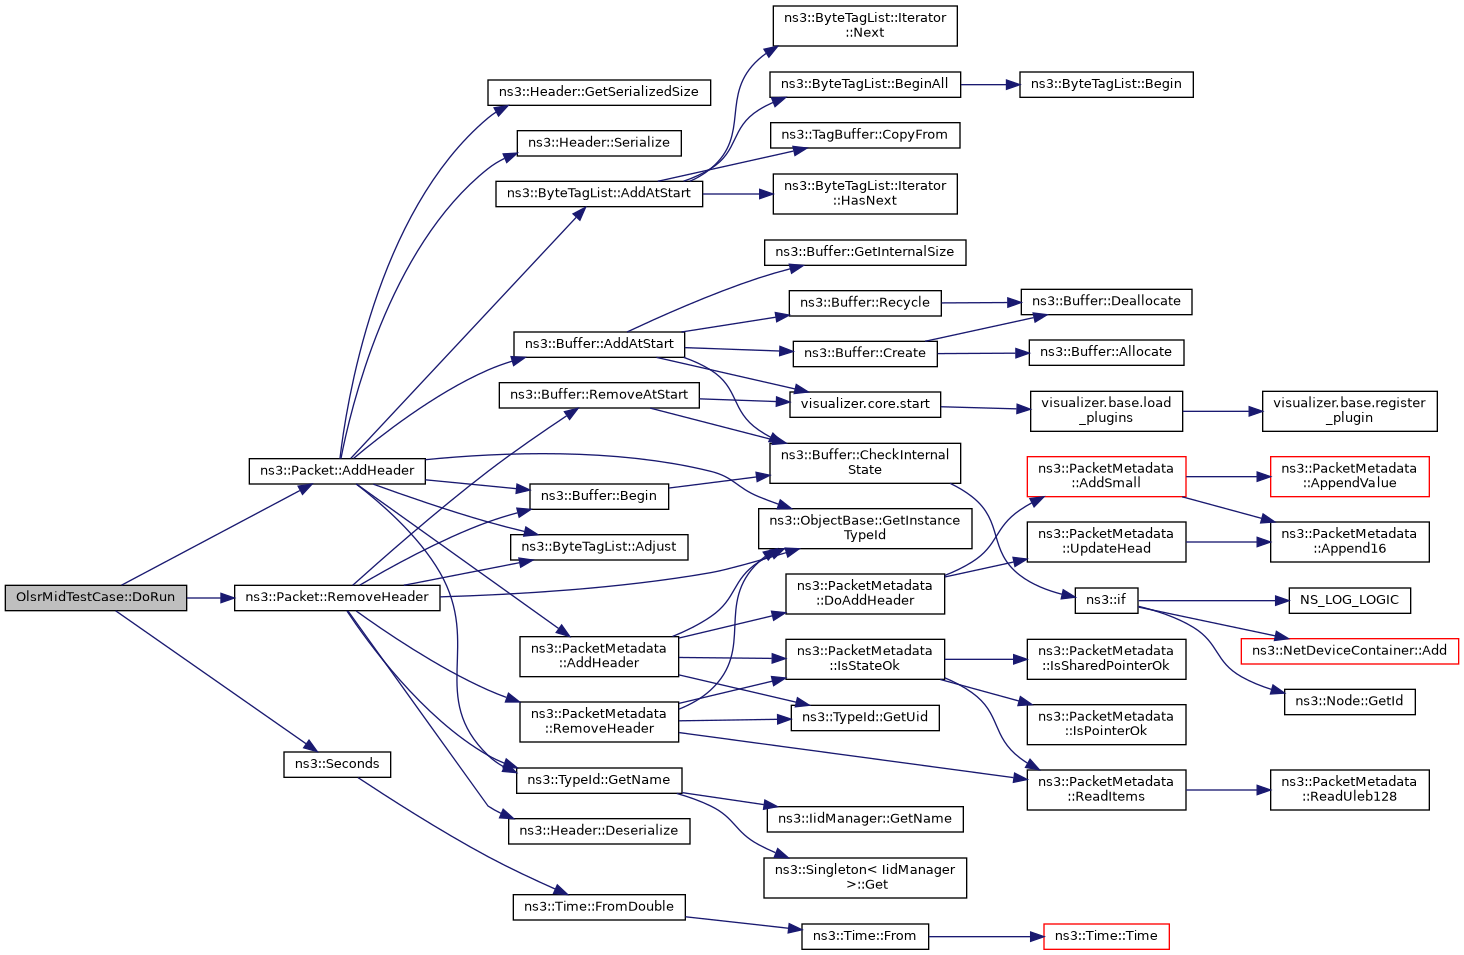 ns3::ByteTagList::Iterator
::Next
ns3::Header::GetSerializedSize
ns3::ByteTagList::BeginAll
ns3::ByteTagList::Begin
ns3::Header::Serialize
ns3::TagBuffer::CopyFrom
ns3::ByteTagList::AddAtStart
ns3::ByteTagList::Iterator
::HasNext
ns3::Buffer::GetInternalSize
ns3::Buffer::Recycle
ns3::Buffer::Deallocate
ns3::Buffer::AddAtStart
ns3::Buffer::Create
ns3::Buffer::Allocate
ns3::Buffer::RemoveAtStart
visualizer.core.start
visualizer.base.load
_plugins
visualizer.base.register
_plugin
ns3::Packet::AddHeader
ns3::Buffer::CheckInternal
State
ns3::PacketMetadata
::AddSmall
ns3::PacketMetadata
::AppendValue
ns3::Buffer::Begin
ns3::ObjectBase::GetInstance
TypeId
ns3::ByteTagList::Adjust
ns3::PacketMetadata
::UpdateHead
ns3::PacketMetadata
::Append16
OlsrMidTestCase::DoRun
ns3::Packet::RemoveHeader
ns3::PacketMetadata
::DoAddHeader
ns3::if
NS_LOG_LOGIC
ns3::PacketMetadata
::AddHeader
ns3::PacketMetadata
::IsStateOk
ns3::PacketMetadata
::IsSharedPointerOk
ns3::NetDeviceContainer::Add
ns3::PacketMetadata
::RemoveHeader
ns3::TypeId::GetUid
ns3::PacketMetadata
::IsPointerOk
ns3::Node::GetId
ns3::Seconds
ns3::TypeId::GetName
ns3::PacketMetadata
::ReadItems
ns3::PacketMetadata
::ReadUleb128
ns3::Header::Deserialize
ns3::IidManager::GetName
ns3::Singleton< IidManager
>::Get
ns3::Time::FromDouble
ns3::Time::From
ns3::Time::Time